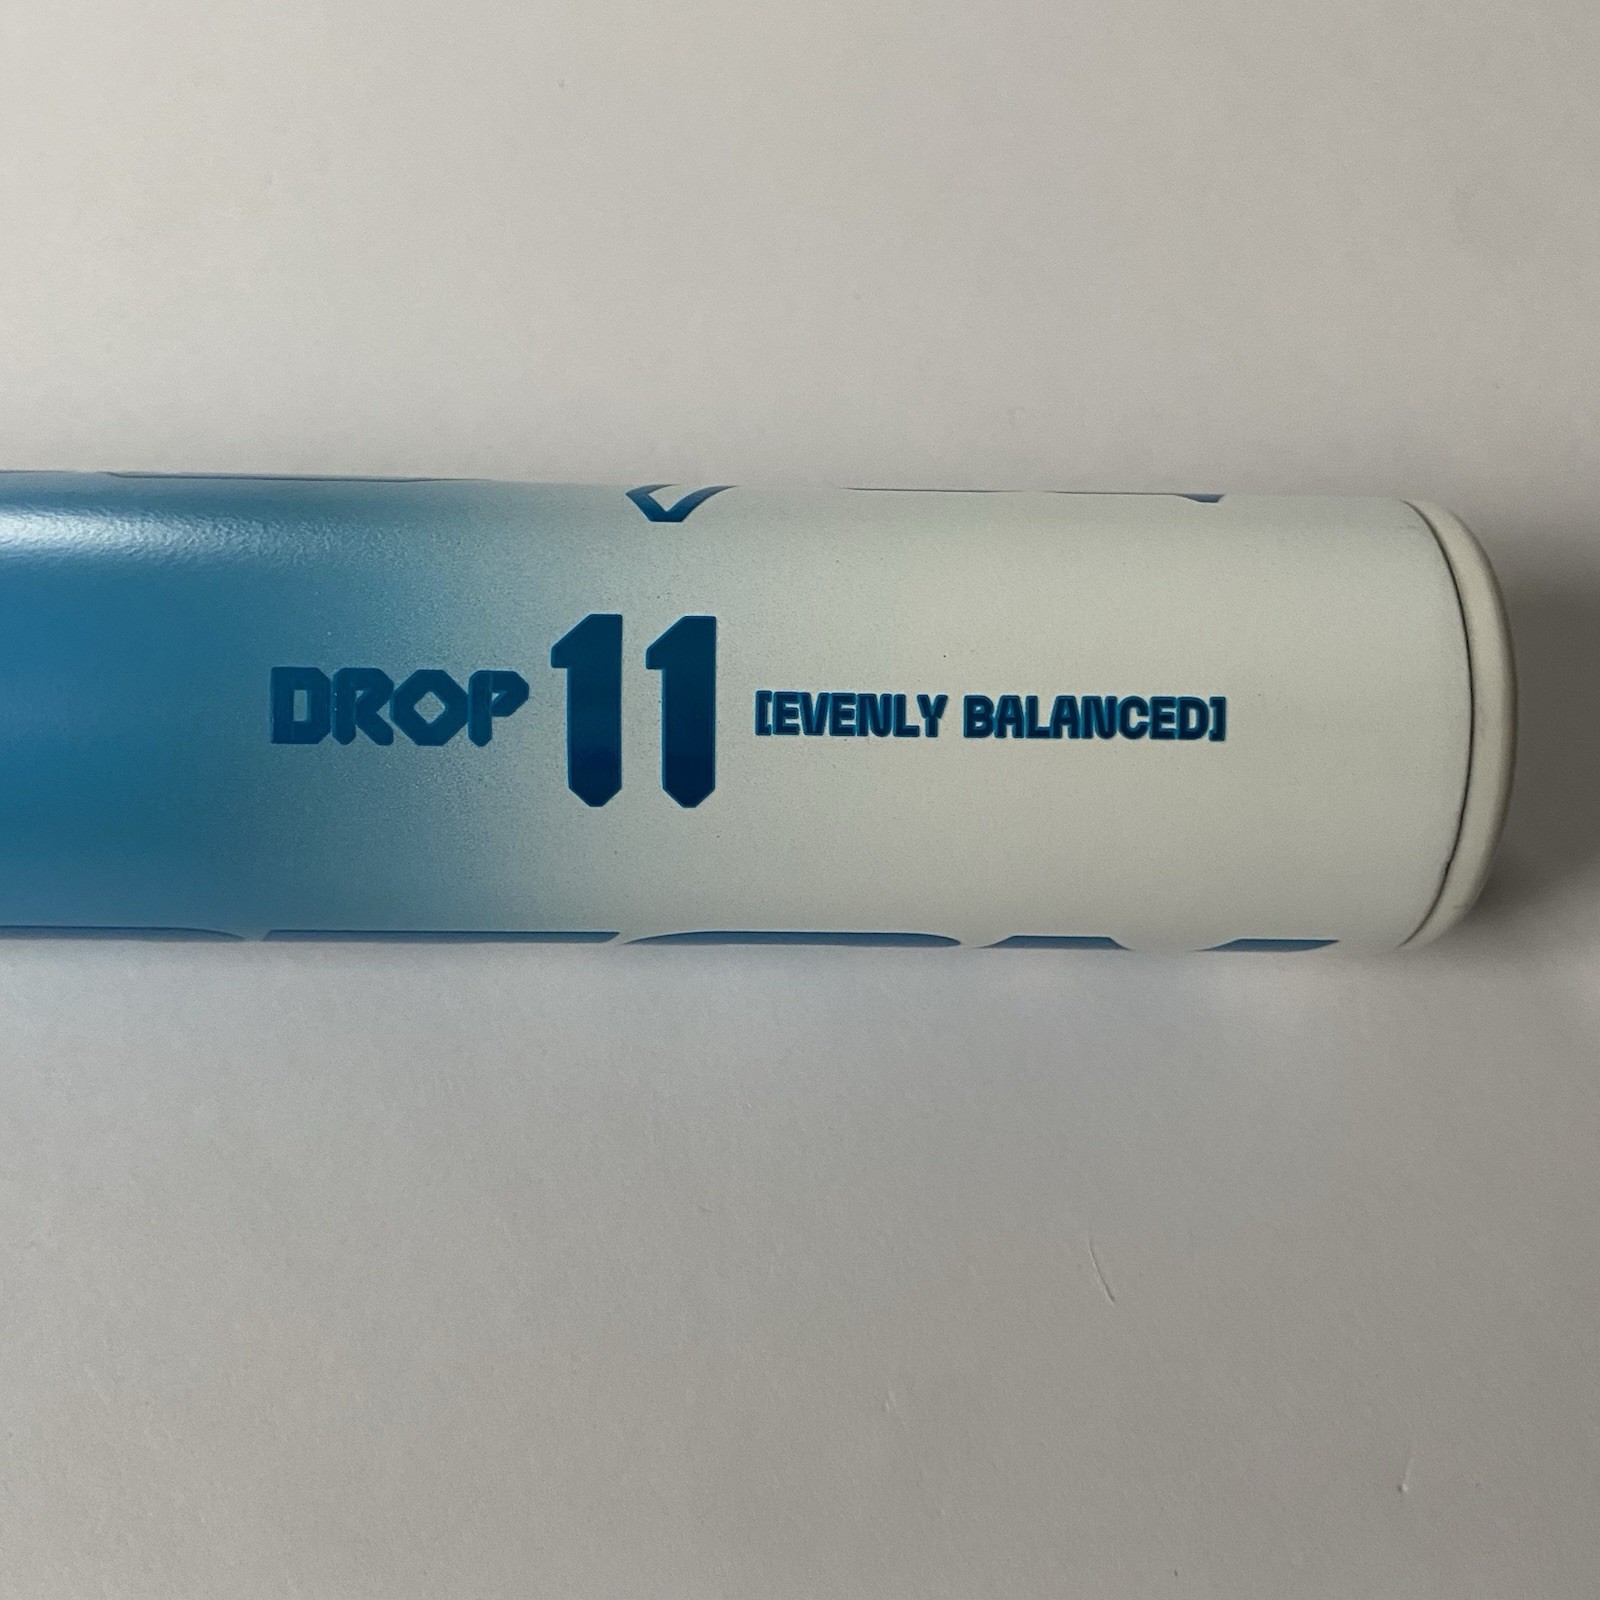 DROP 11 [EVENLY BALANCED]